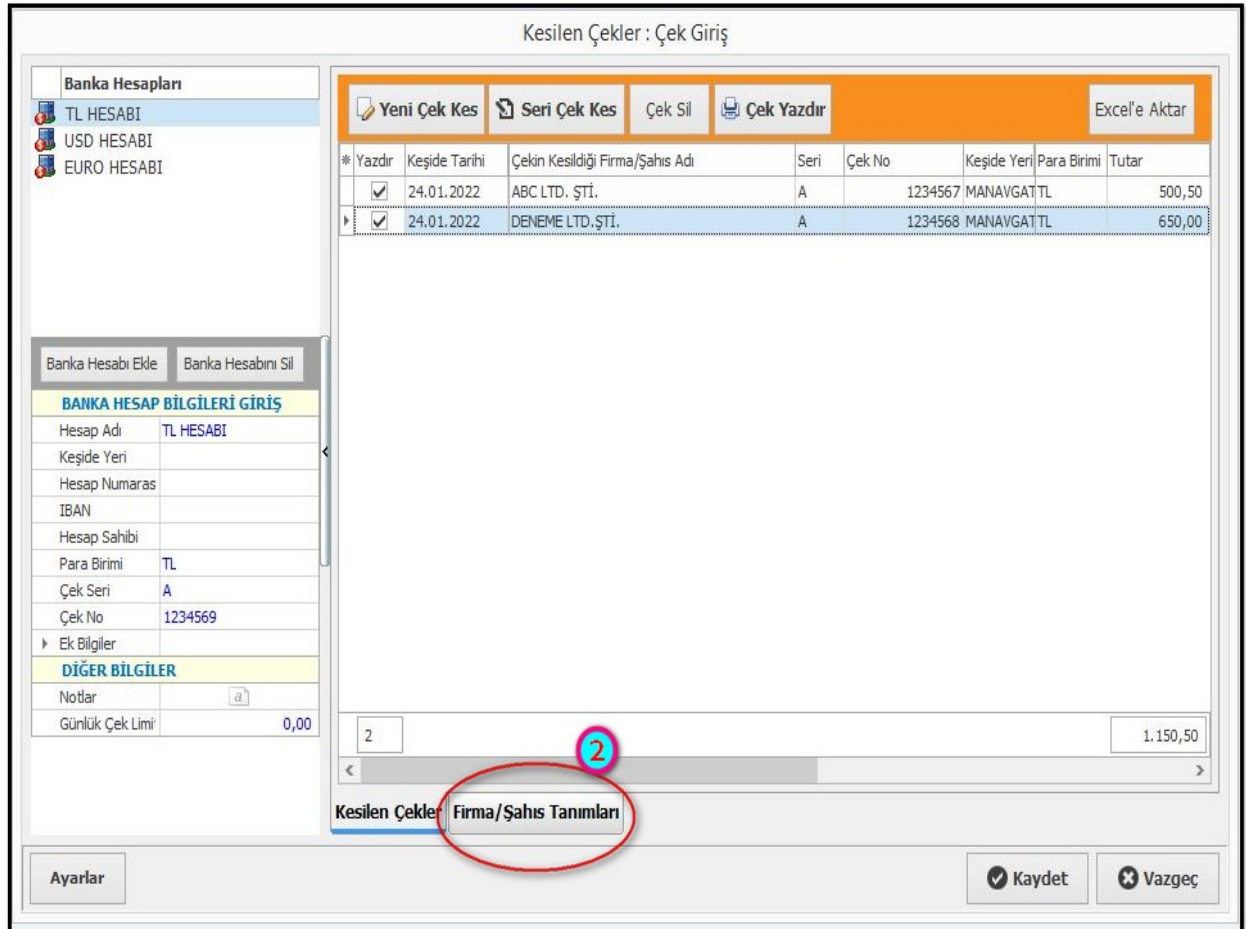 Kesilen Çekler : Çek Giriş
Banka Hesapları
TL HESABI
USD HESABI
EURO HESABI
Banka Hesabı Ekle Banka Hesabını Sil
BANKA HESAP BİLGİLERİ GİRİŞ
Hesap Adı TL HESABI
Keşide Yeri
Hesap Numaras
IBAN
Hesap Sahibi
Para Birimi TL
Çek Seri A
Çek No 1234569
Ek Bilgiler
DİĞER BİLGİLER
Notlar a
Günlük Çek Limi 0,00
Yeni Çek Kes Seri Çek Kes Çek Sil Çek Yazdır Excel'e Aktar
Yazdır Keşide Tarihi Çekin Kesildiği Firma/Şahıs Adı Seri Çek No Keşide Yeri Para Birimi Tutar
24.01.2022 ABC LTD. ŞTİ. A 1234567 MANAVGAT TL 500,50
24.01.2022 DENEME LTD.ŞTİ. A 1234568 MANAVGAT TL 650,00
2 1.150,50
2
Kesilen Çekler Firma/Şahıs Tanımları
Ayarlar Kaydet Vazgeç